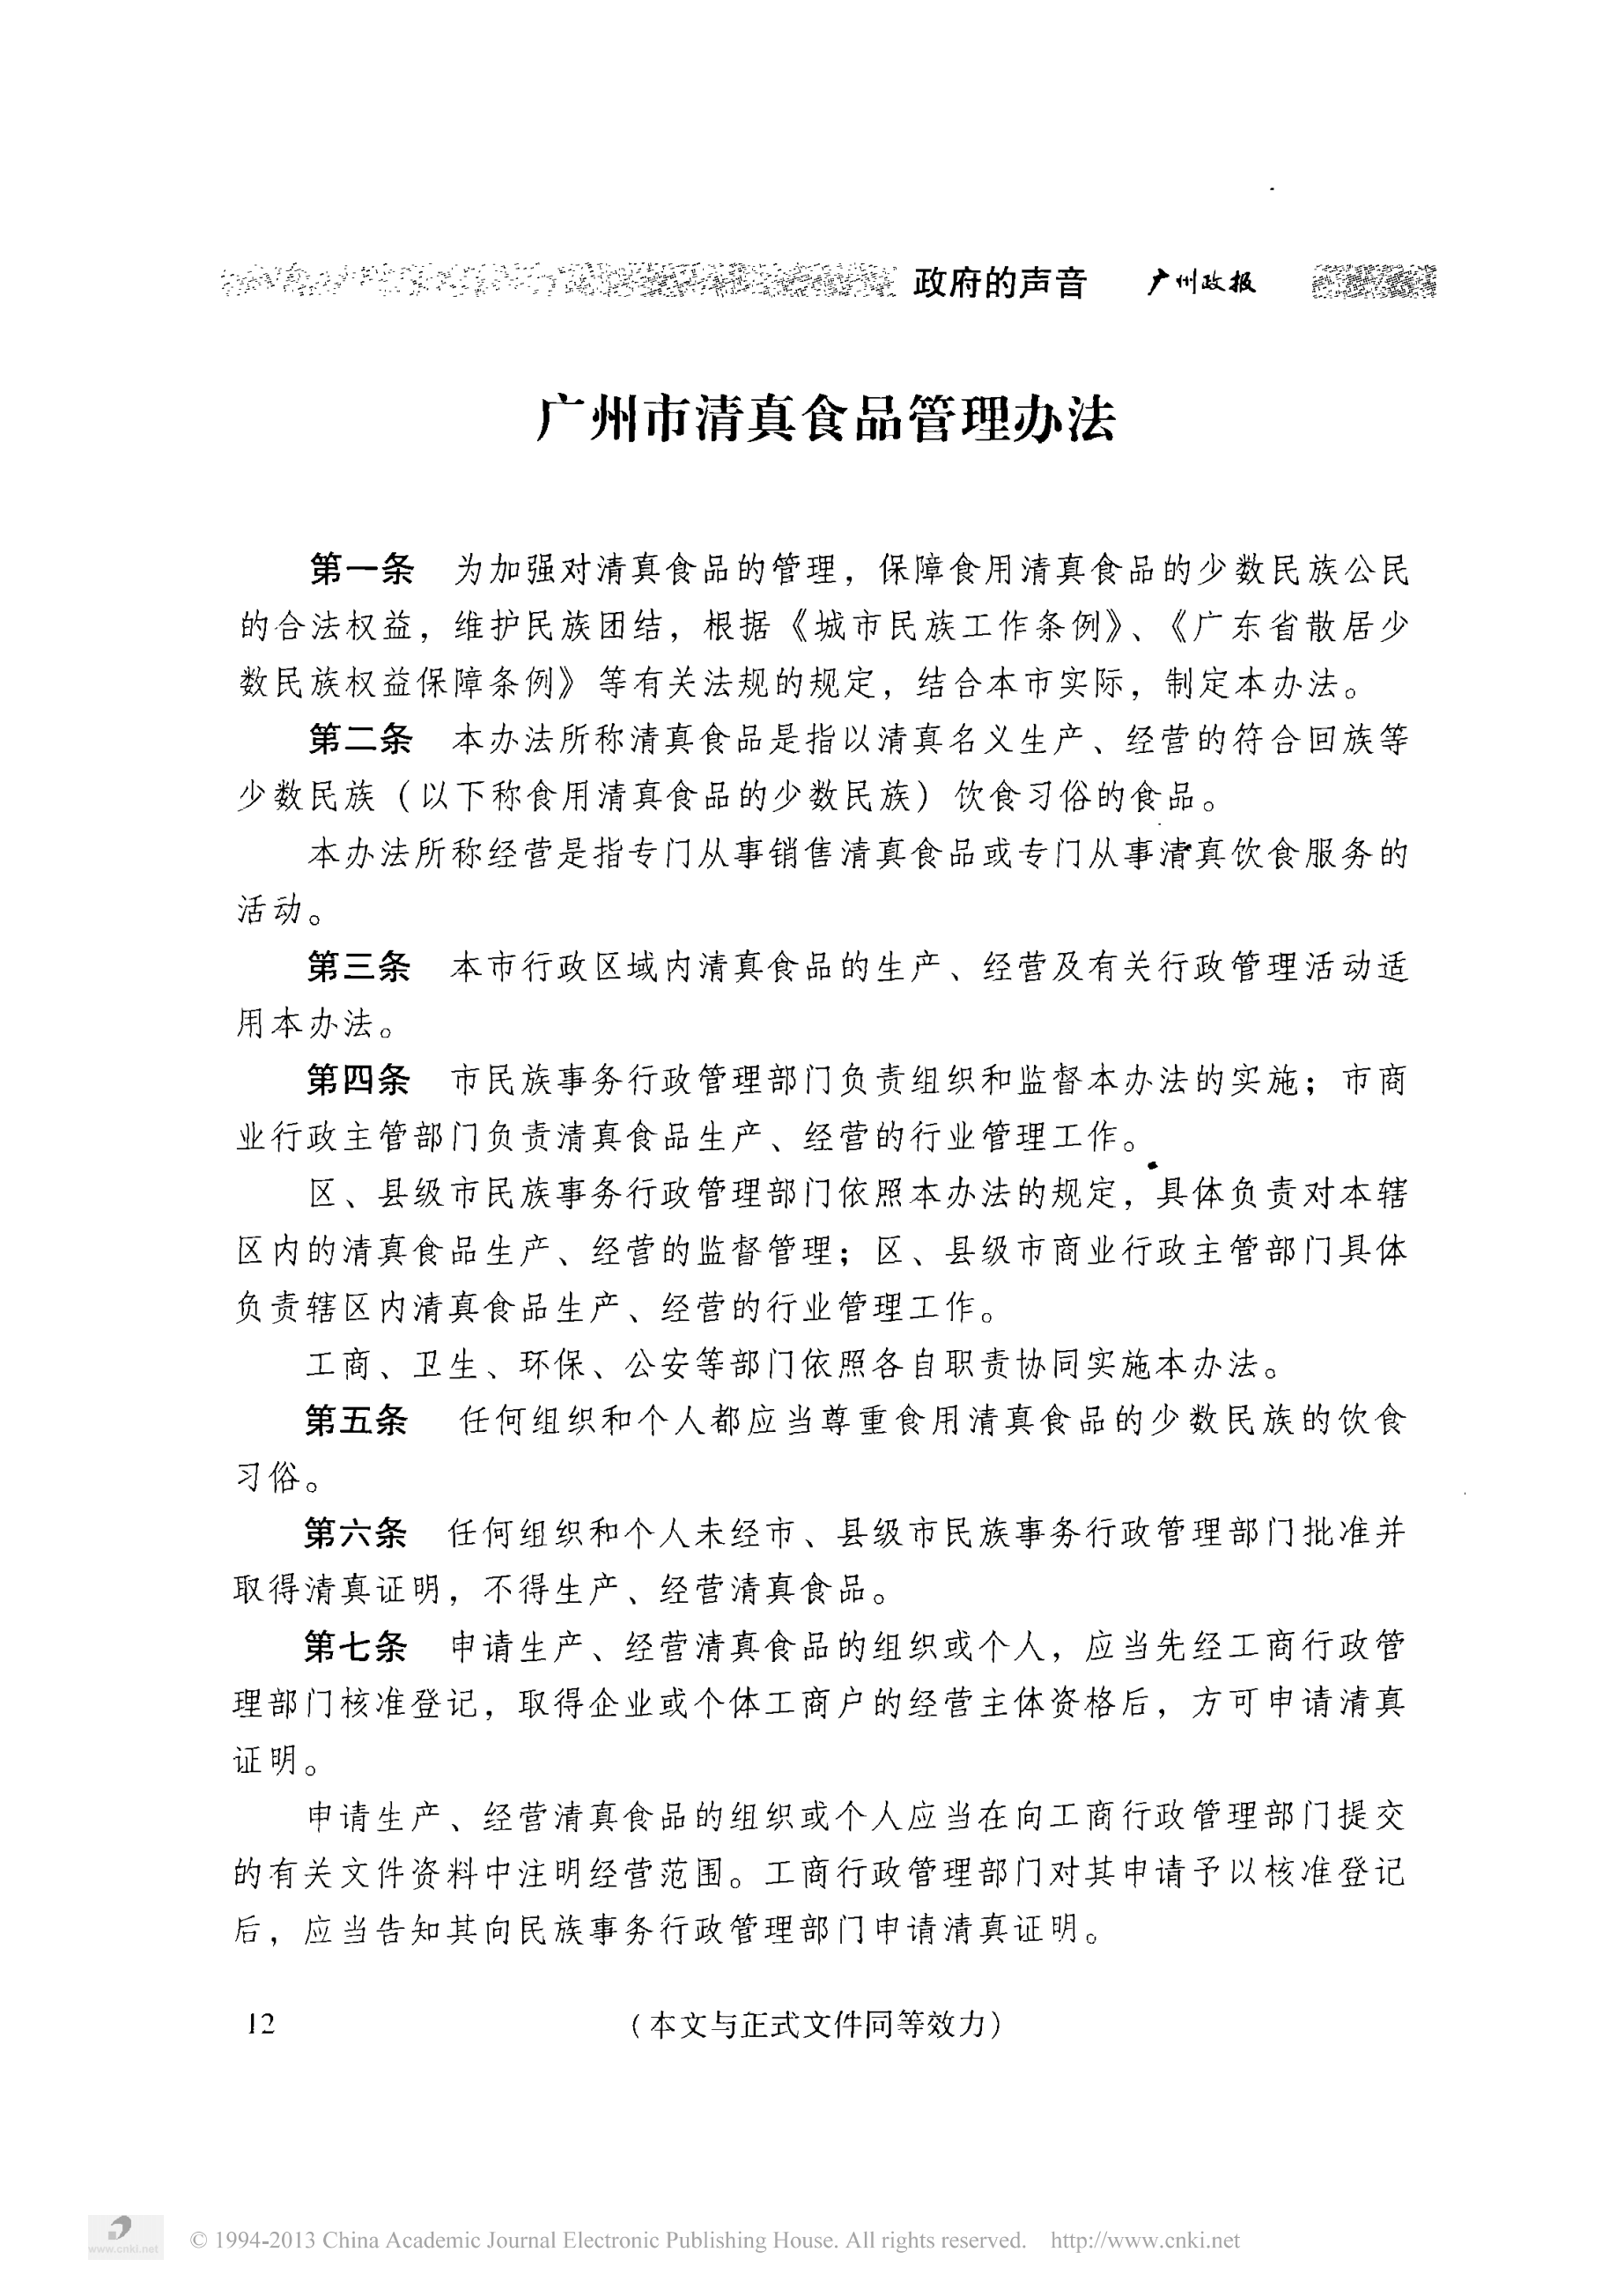 政府的声音 广州政报
广州市清真食品管理办法
第一条 为加强对清真食品的管理，保障食用清真食品的少数民族公民
的合法权益，维护民族团结，根据《城市民族工作条例》、《广东省散居少
数民族权益保障条例》等有关法规的规定，结合本市实际，制定本办法。
第二条 本办法所称清真食品是指以清真名义生产、经营的符合回族等
少数民族（以下称食用清真食品的少数民族）饮食习俗的食品。
本办法所称经营是指专门从事销售清真食品或专门从事清真饮食服务的
活动。
第三条 本市行政区域内清真食品的生产、经营及有关行政管理活动适
用本办法。
第四条 市民族事务行政管理部门负责组织和监督本办法的实施；市商
业行政主管部门负责清真食品生产、经营的行业管理工作。
区、县级市民族事务行政管理部门依照本办法的规定，具体负责对本辖
区内的清真食品生产、经营的监督管理；区、县级市商业行政主管部门具体
负责辖区内清真食品生产、经营的行业管理工作。
工商、卫生、环保、公安等部门依照各自职责协同实施本办法。
第五条 任何组织和个人都应当尊重食用清真食品的少数民族的饮食
习俗。
第六条 任何组织和个人未经市、县级市民族事务行政管理部门批准并
取得清真证明，不得生产、经营清真食品。
第七条 申请生产、经营清真食品的组织或个人，应当先经工商行政管
理部门核准登记，取得企业或个体工商户的经营主体资格后，方可申请清真
证明。
申请生产、经营清真食品的组织或个人应当在向工商行政管理部门提交
的有关文件资料中注明经营范围。工商行政管理部门对其申请予以核准登记
后，应当告知其向民族事务行政管理部门申请清真证明。
12 （本文与正式文件同等效力）
www.cnki.net
© 1994-2013 China Academic Journal Electronic Publishing House. All rights reserved. http://www.cnki.net